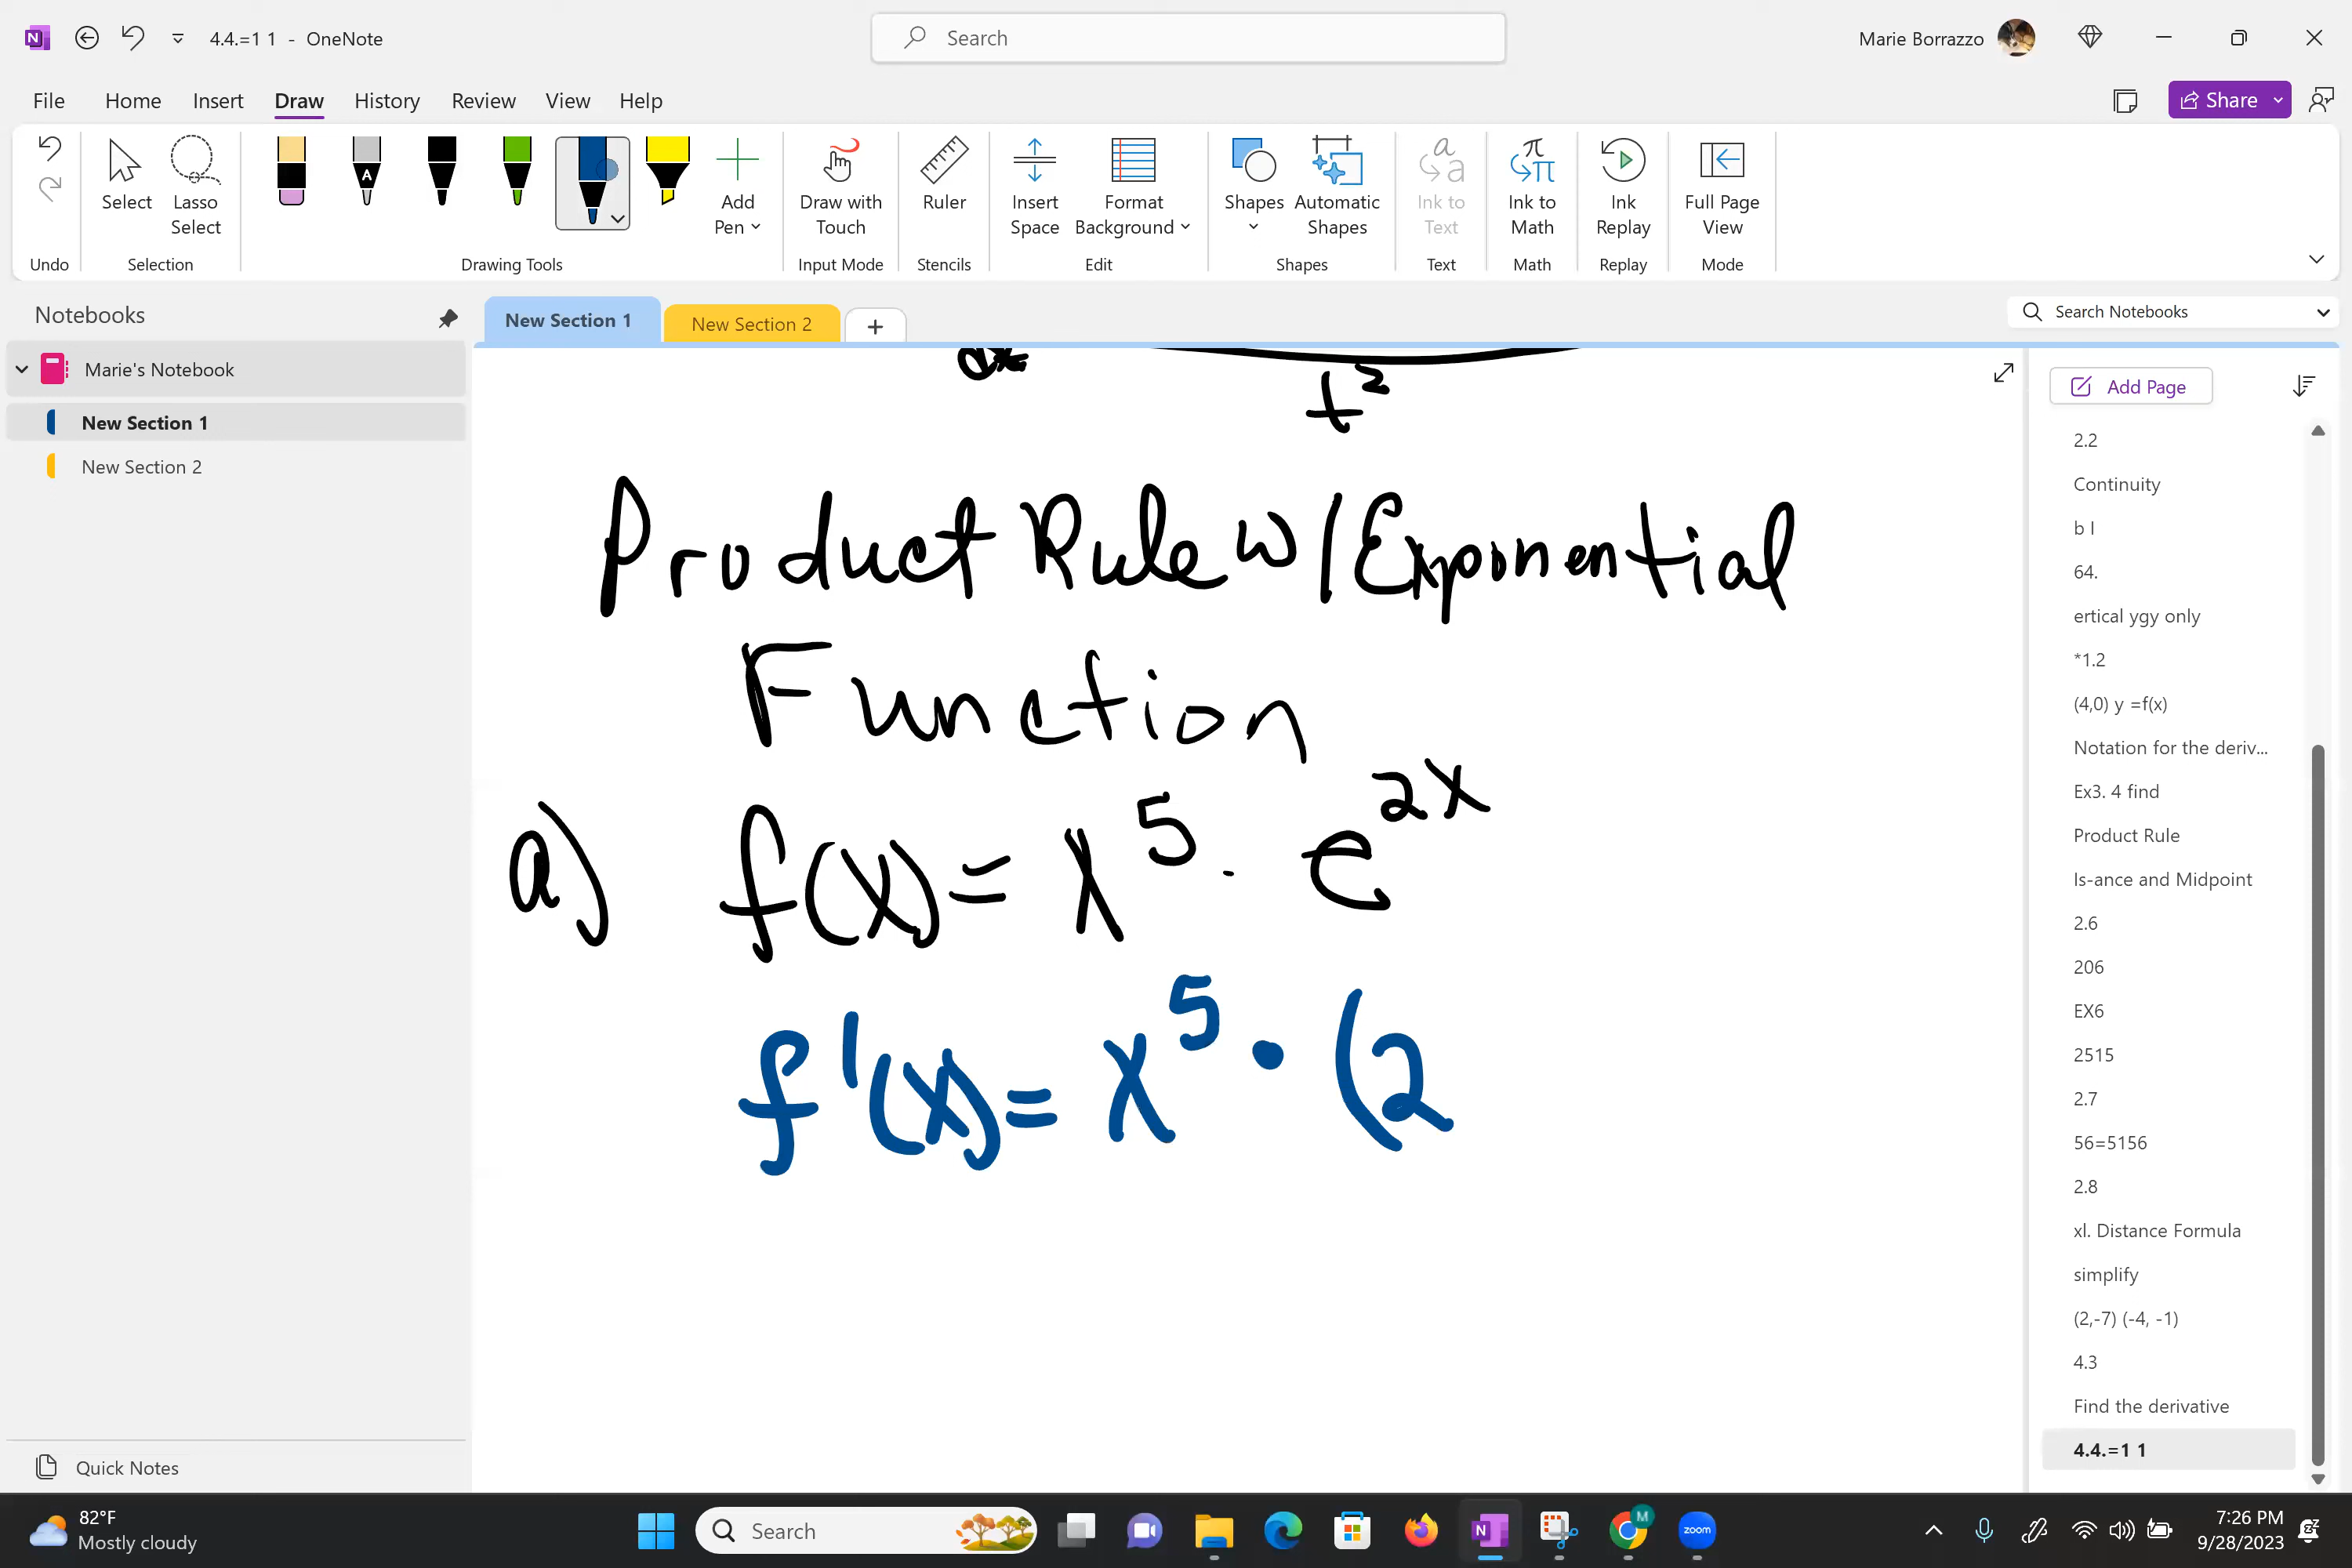 4.4.=1 1 - OneNote
Search
Marie Borrazzo
File Home Insert Draw History Review View Help
Share
Select
Lasso Select
A
Add Pen
Draw with Touch
Ruler
Insert Space
Format Background
Shapes
Automatic Shapes
Ink to Text
Ink to Math
Ink Replay
Full Page View
Undo Selection Drawing Tools Input Mode Stencils Edit Shapes Text Math Replay Mode
Notebooks
Marie's Notebook
New Section 1
New Section 2
Quick Notes
New Section 1 New Section 2 +
Search Notebooks
dx
t²
Product Rule w/Exponential
Function
a) f(x) = x⁵ · e²ˣ
f'(x) = x⁵ · (2
Add Page
2.2
Continuity
b I
64.
ertical ygy only
*1.2
(4,0) y =f(x)
Notation for the deriv...
Ex3. 4 find
Product Rule
Is-ance and Midpoint
2.6
206
EX6
2515
2.7
56=5156
2.8
xl. Distance Formula
simplify
(2,-7) (-4, -1)
4.3
Find the derivative
4.4.=1 1
82°F
Mostly cloudy
Search
zoom
M
7:26 PM
9/28/2023